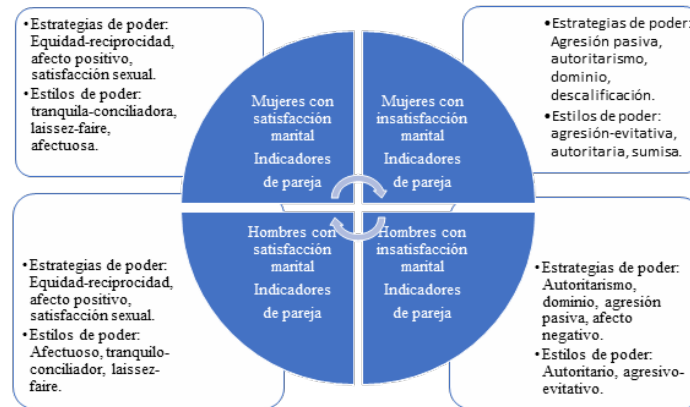 •Estrategias de poder:
Equidad-reciprocidad,
afecto positivo,
satisfacción sexual.
•Estilos de poder:
tranquila-conciliadora,
laissez-faire,
afectuosa.
Mujeres con
satisfacción
marital
Indicadores
de pareja
Mujeres con
insatisfacción
marital
Indicadores
de pareja
•Estrategias de poder:
Agresión pasiva,
autoritarismo,
dominio,
descalificación.
•Estilos de poder:
agresión-evitativa,
autoritaria, sumisa.
•Estrategias de poder:
Equidad-reciprocidad,
afecto positivo,
satisfacción sexual.
•Estilos de poder:
Afectuoso, tranquilo-
conciliador, laissez-
faire.
Hombres con
satisfacción
marital
Indicadores
de pareja
Hombres con
insatisfacción
marital
Indicadores
de pareja
•Estrategias de poder:
Autoritarismo,
dominio, agresión
pasiva, afecto
negativo.
•Estilos de poder:
Autoritario, agresivo-
evitativo.